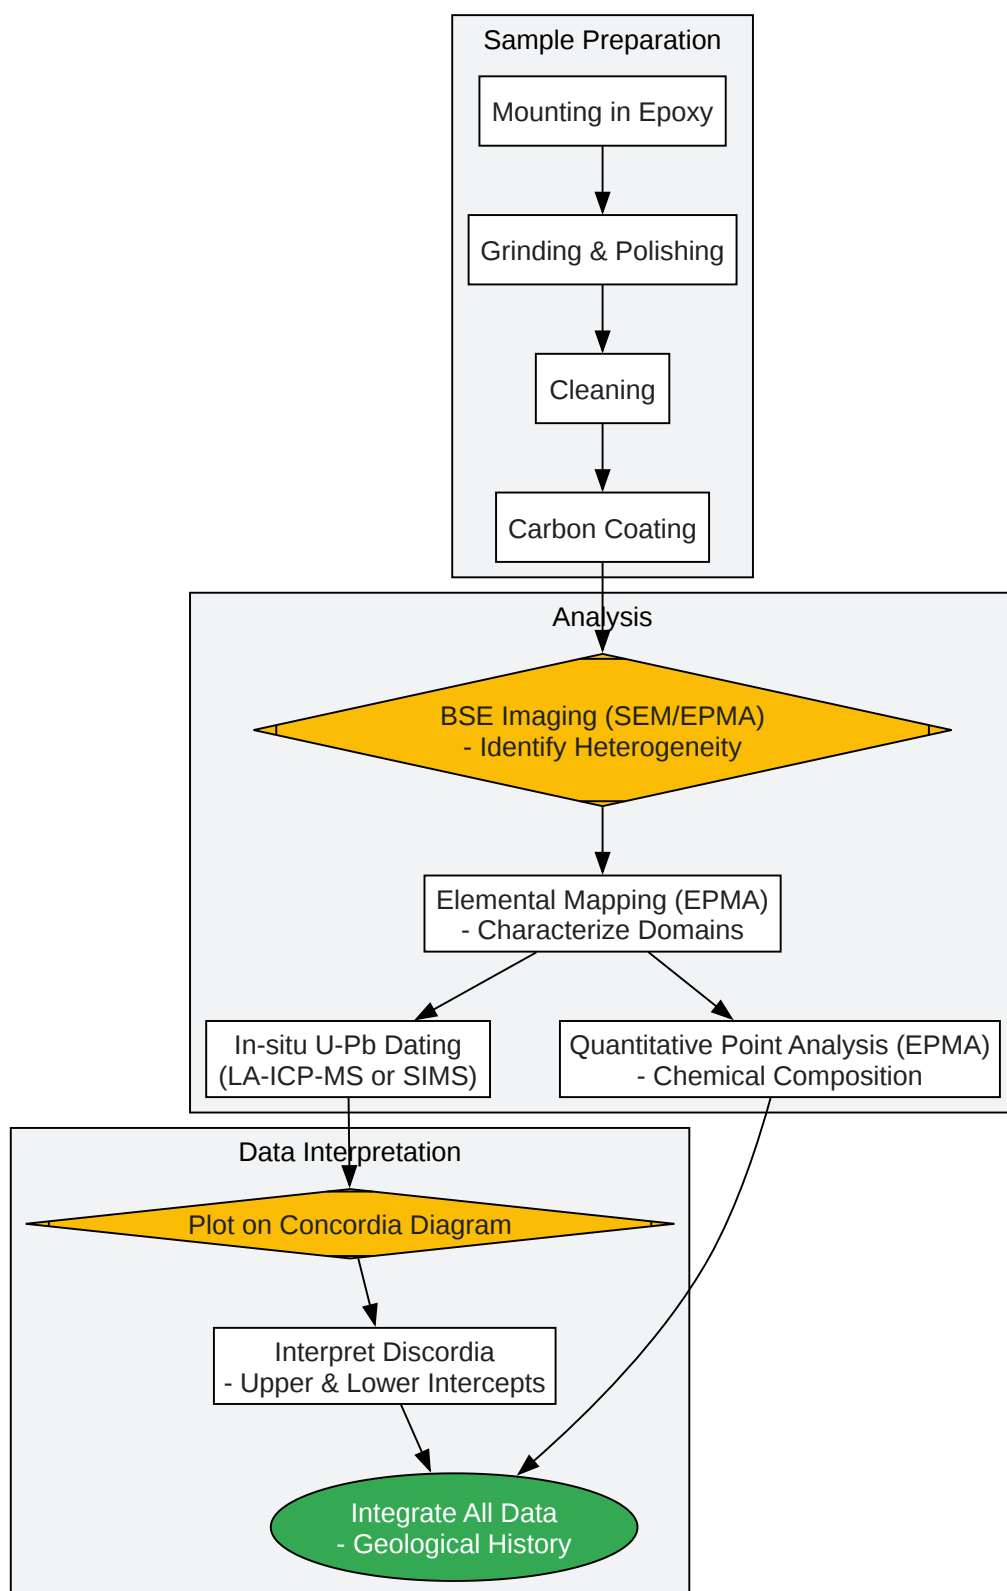 Sample Preparation
Mounting in Epoxy
Grinding & Polishing
Cleaning
Carbon Coating
Analysis
BSE Imaging (SEM/EPMA)
- Identify Heterogeneity
Elemental Mapping (EPMA)
- Characterize Domains
In-situ U-Pb Dating
(LA-ICP-MS or SIMS)
Quantitative Point Analysis (EPMA)
- Chemical Composition
Data Interpretation
Plot on Concordia Diagram
Interpret Discordia
- Upper & Lower Intercepts
Integrate All Data
- Geological History